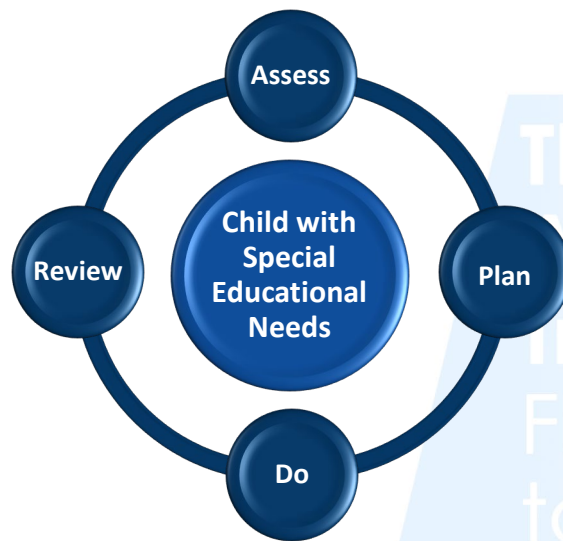 Assess
Child with
Special
Educational
Needs
Review
Plan
Do